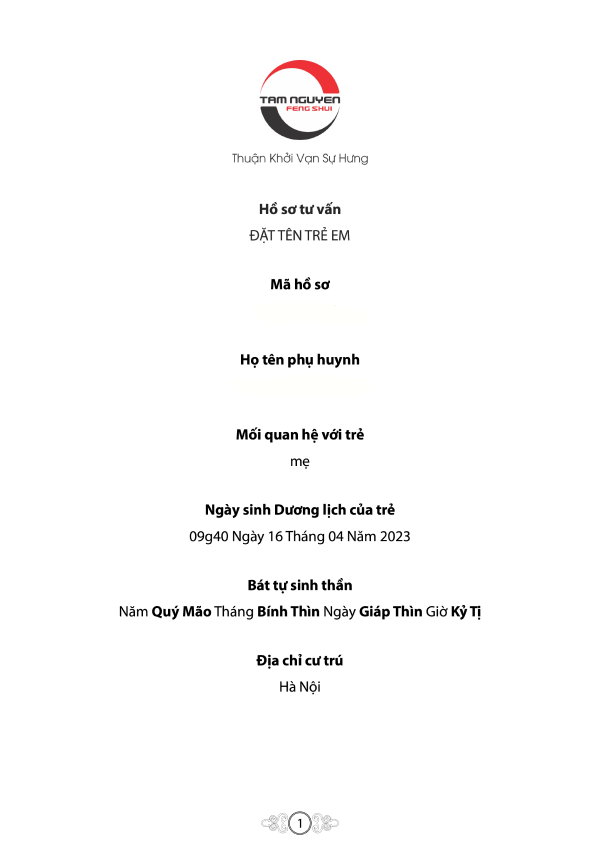 TAM NGUYEN
FENG SHUI
Thuận Khởi Vạn Sự Hưng
Hồ sơ tư vấn
ĐẶT TÊN TRẺ EM
Mã hồ sơ
Họ tên phụ huynh
Mối quan hệ với trẻ
mẹ
Ngày sinh Dương lịch của trẻ
09g40 Ngày 16 Tháng 04 Năm 2023
Bát tự sinh thần
Năm Quý Mão Tháng Bính Thìn Ngày Giáp Thìn Giờ Kỷ Tị
Địa chỉ cư trú
Hà Nội
1